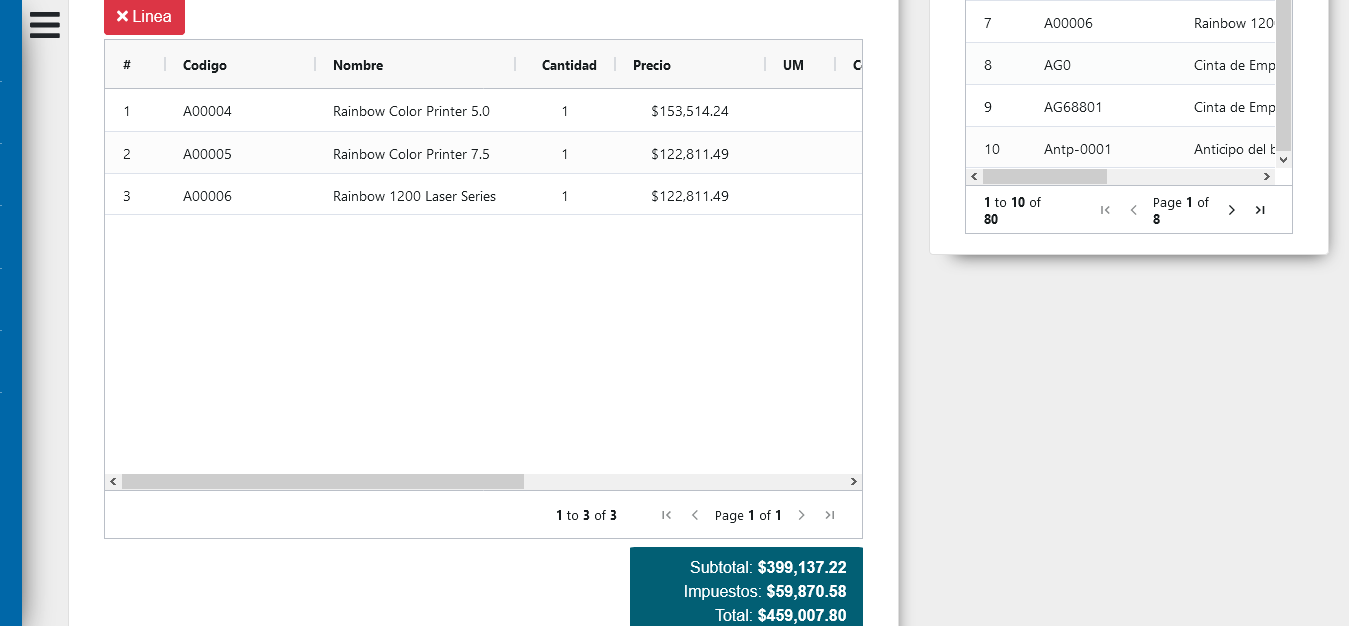 Linea
# Codigo Nombre Cantidad Precio UM
1 A00004 Rainbow Color Printer 5.0 1 $153,514.24
2 A00005 Rainbow Color Printer 7.5 1 $122,811.49
3 A00006 Rainbow 1200 Laser Series 1 $122,811.49
1 to 3 of 3 Page 1 of 1
Subtotal: $399,137.22
Impuestos: $59,870.58
Total: $459,007.80
7 A00006 Rainbow 120
8 AG0 Cinta de Emp
9 AG68801 Cinta de Emp
10 Antp-0001 Anticipo del
1 to 10 of
80
Page 1 of
8